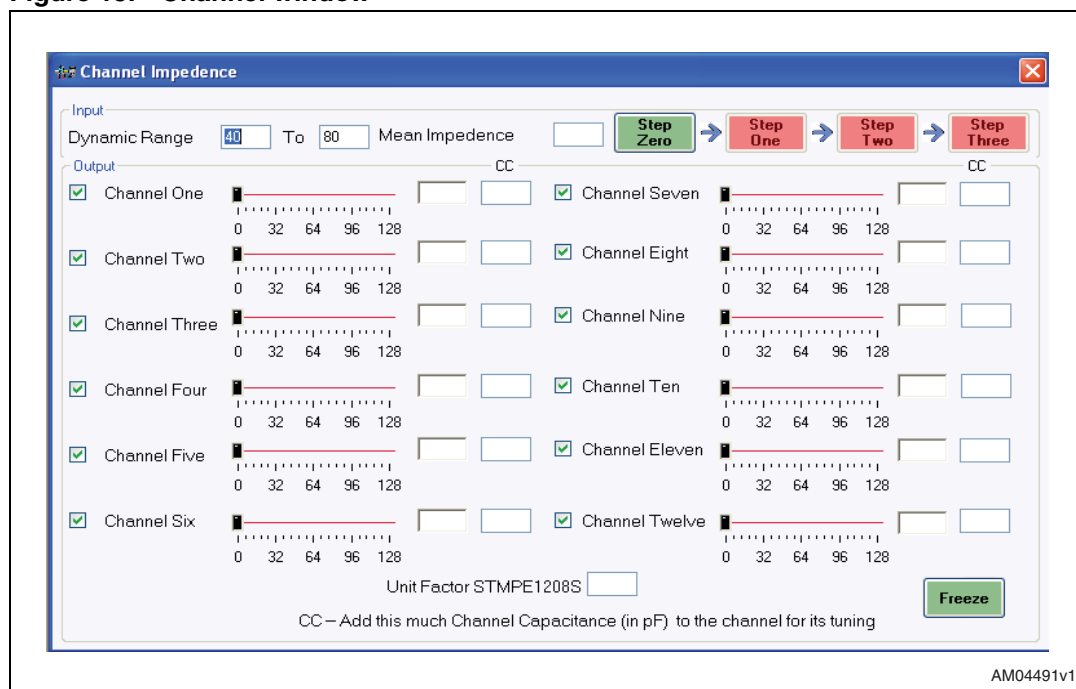 Channel Impedence
Input
Dynamic Range 40 To 80 Mean Impedence Step Zero Step One Step Two Step Three
Output CC CC
Channel One Channel Seven
0 32 64 96 128 0 32 64 96 128
Channel Two Channel Eight
0 32 64 96 128 0 32 64 96 128
Channel Three Channel Nine
0 32 64 96 128 0 32 64 96 128
Channel Four Channel Ten
0 32 64 96 128 0 32 64 96 128
Channel Five Channel Eleven
0 32 64 96 128 0 32 64 96 128
Channel Six Channel Twelve
0 32 64 96 128 0 32 64 96 128
Unit Factor STMPE1208S
Freeze
CC – Add this much Channel Capacitance (in pF) to the channel for its tuning
AM04491v1